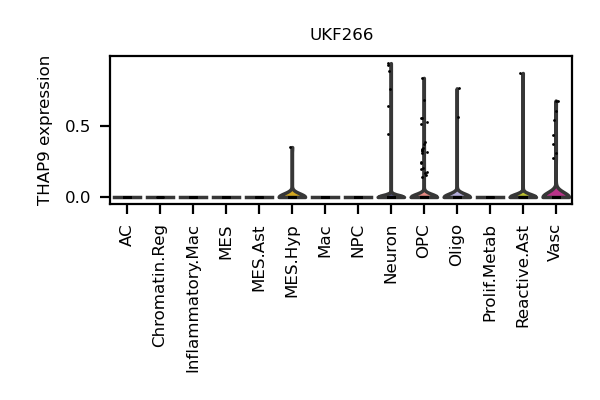 UKF266
THAP9 expression
0.5
0.0
AC
Chromatin.Reg
Inflammatory.Mac
MES
MES.Ast
MES.Hyp
Mac
NPC
Neuron
OPC
Oligo
Prolif.Metab
Reactive.Ast
Vasc